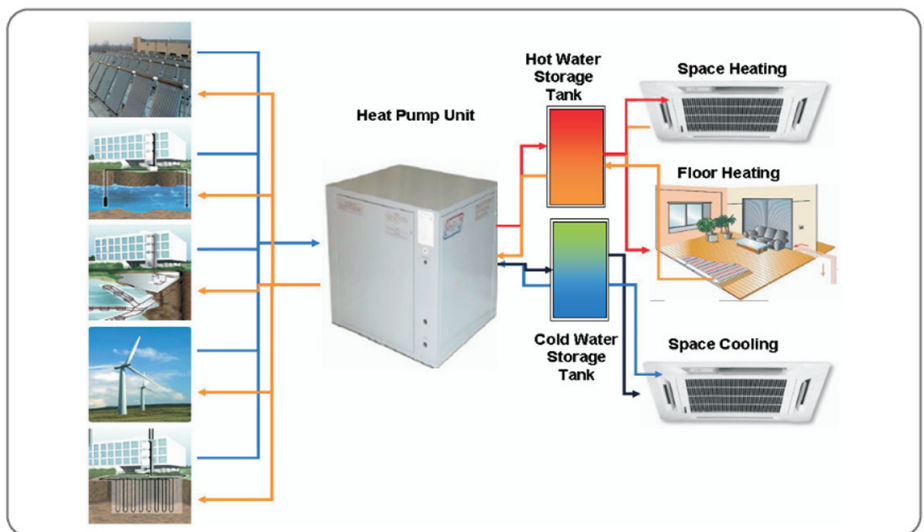 Hot Water
Storage
Tank
Space Heating
Heat Pump Unit
Floor Heating
Cold Water
Storage
Tank
Space Cooling